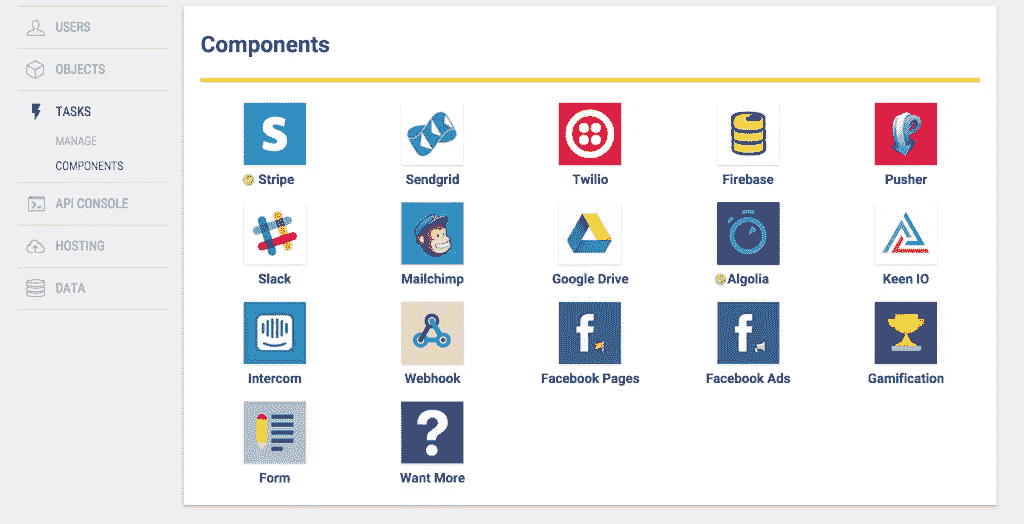 USERS
OBJECTS
TASKS
MANAGE
COMPONENTS
API CONSOLE
HOSTING
DATA
Components
S
Stripe
Sendgrid
Twilio
Firebase
Pusher
Slack
Mailchimp
Google Drive
Algolia
Keen IO
f
f
Intercom
Webhook
Facebook Pages
Facebook Ads
Gamification
?
Form
Want More